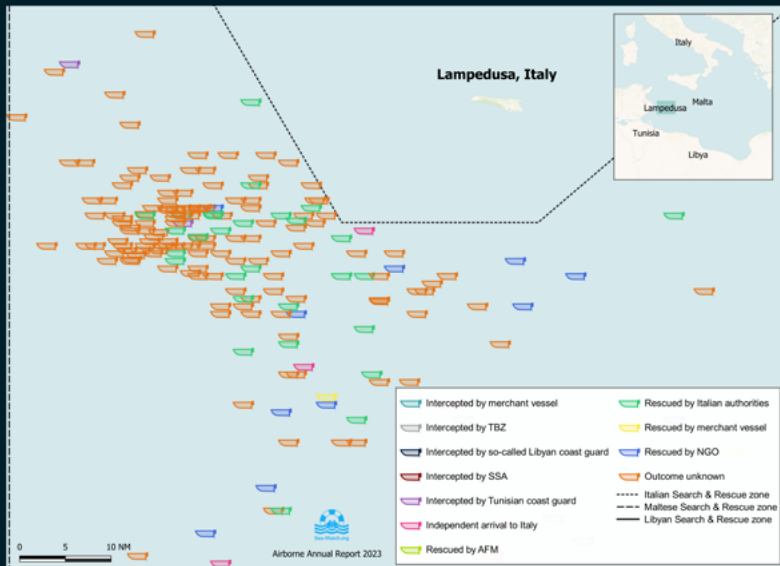 Lampedusa, Italy
Italy
Lampedusa
Malta
Tunisia
Libya
Intercepted by merchant vessel
Intercepted by TBZ
Intercepted by so-called Libyan coast guard
Intercepted by SSA
Intercepted by Tunisian coast guard
Independent arrival to Italy
Rescued by AFM
Rescued by Italian authorities
Rescued by merchant vessel
Rescued by NGO
Outcome unknown
Italian Search & Rescue zone
Maltese Search & Rescue zone
Libyan Search & Rescue zone
0 5 10 NM
Sea-Watch.org
Airborne Annual Report 2023